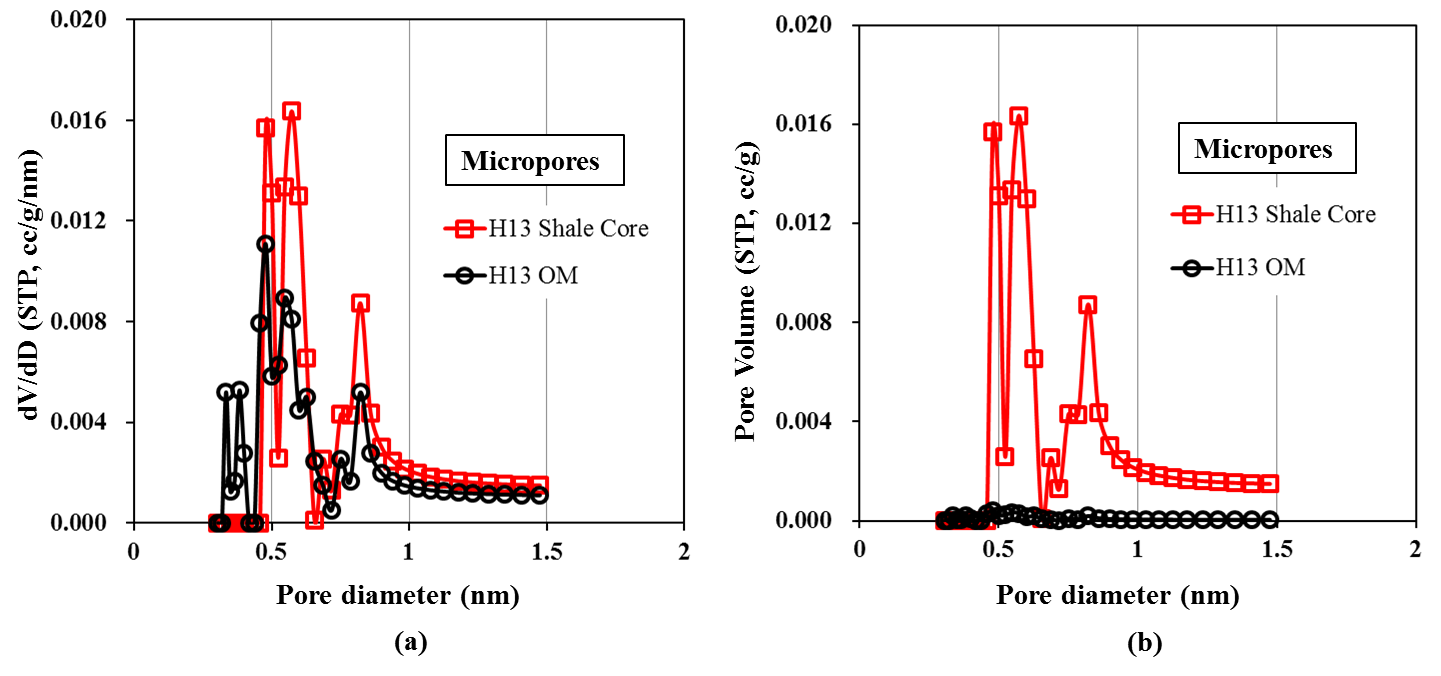 0.020
0.016
0.012
0.008
0.004
0.000
dV/dD (STP, cc/g/nm)
Micropores
H13 Shale Core
H13 OM
0
0.5
1
1.5
2
Pore diameter (nm)
(a)
0.020
0.016
0.012
0.008
0.004
0.000
Pore Volume (STP, cc/g)
Micropores
H13 Shale Core
H13 OM
0
0.5
1
1.5
2
Pore diameter (nm)
(b)